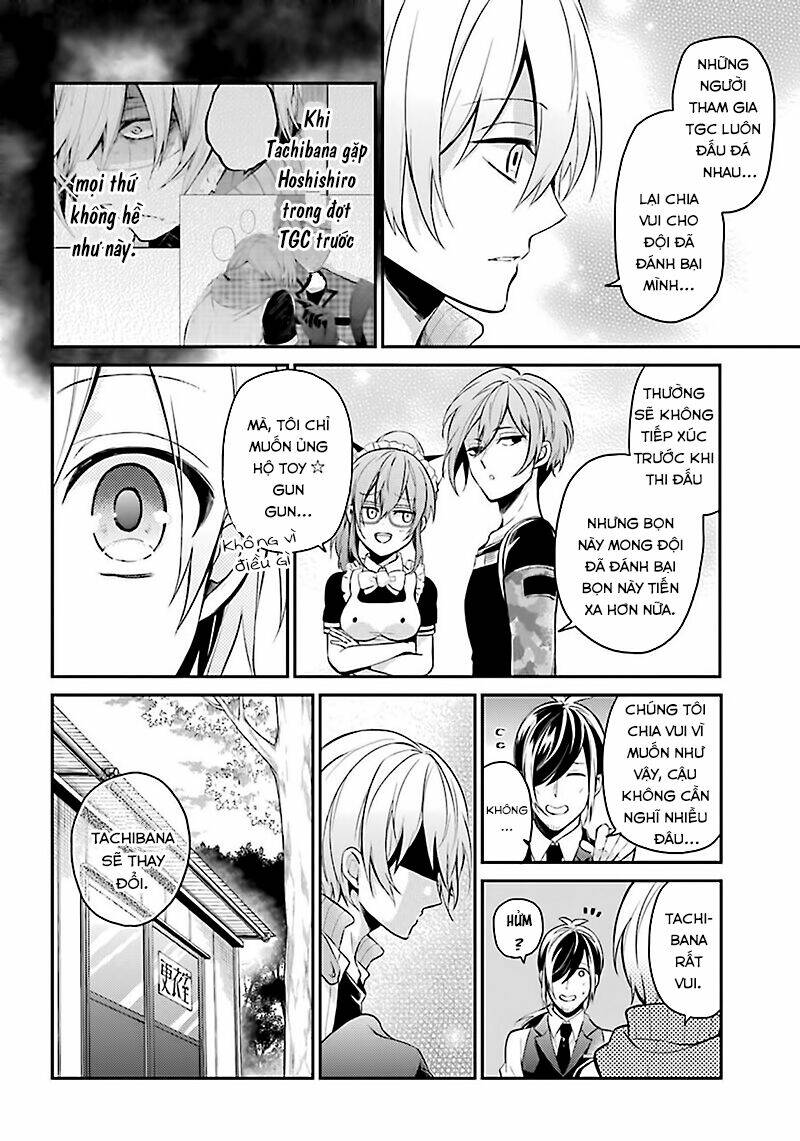 NHỮNG
NGƯỜI
THAM GIA
TGC LUÔN
ĐẤU ĐÁ
NHAU...
LẠI CHIA
VUI CHO
ĐỘI ĐÃ
ĐÁNH BẠI
MÌNH...
Khi
Tachibana gặp
Hoshishiro
trong đợt
TGC trước
mọi thứ
không hề
như này.
THƯỜNG
SẼ KHÔNG
TIẾP XÚC
TRƯỚC KHI
THI ĐẤU
NHƯNG BỌN
NÀY MONG ĐỘI
ĐÃ ĐÁNH BẠI
BỌN NÀY TIẾN
XA HƠN NỮA.
MÀ, TÔI CHỈ
MUỐN ỦNG
HỘ TOY ☆
GUN
GUN...
không vì
điều gì
CHÚNG TÔI
CHIA VUI VÌ
MUỐN NHƯ
VẬY, CẬU
KHÔNG CẦN
NGHĨ NHIỀU
ĐÂU...
KHÔNG
...
TACHI-
BANA
RẤT
VUI.
HỬM
?
TACHIBANA
SẼ THAY
ĐỔI.
更衣室